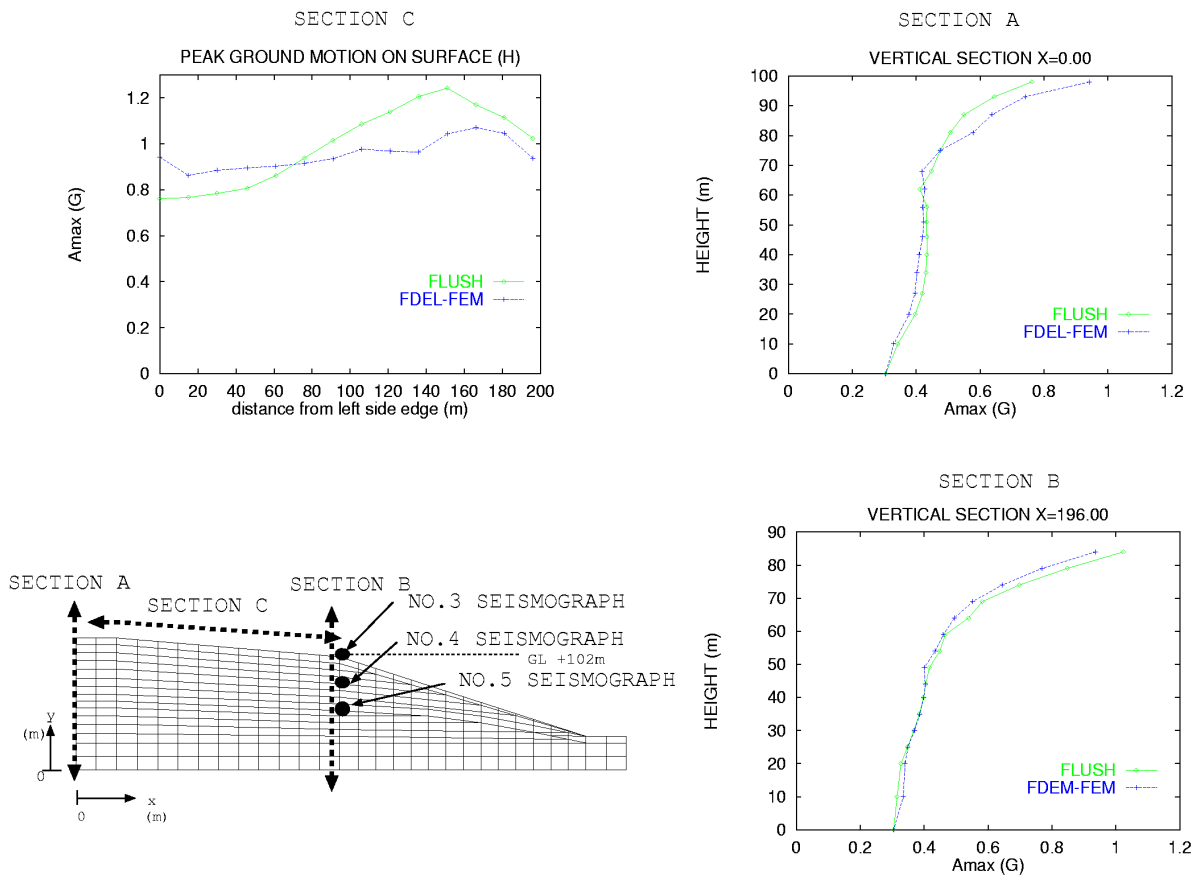 SECTION C
PEAK GROUND MOTION ON SURFACE (H)
1.2
1
0.8
0.6
0.4
0.2
0
Amax (G)
FLUSH
FDEL-FEM
0 20 40 60 80 100 120 140 160 180 200
distance from left side edge (m)
SECTION A
VERTICAL SECTION X=0.00
100
90
80
70
60
50
40
30
20
10
0
HEIGHT (m)
FLUSH
FDEL-FEM
0 0.2 0.4 0.6 0.8 1 1.2
Amax (G)
SECTION A
SECTION B
SECTION C
NO.3 SEISMOGRAPH
NO.4 SEISMOGRAPH
GL +102m
NO.5 SEISMOGRAPH
y
(m)
0
0
x
(m)
SECTION B
VERTICAL SECTION X=196.00
90
80
70
60
50
40
30
20
10
0
HEIGHT (m)
FLUSH
FDEM-FEM
0 0.2 0.4 0.6 0.8 1 1.2
Amax (G)